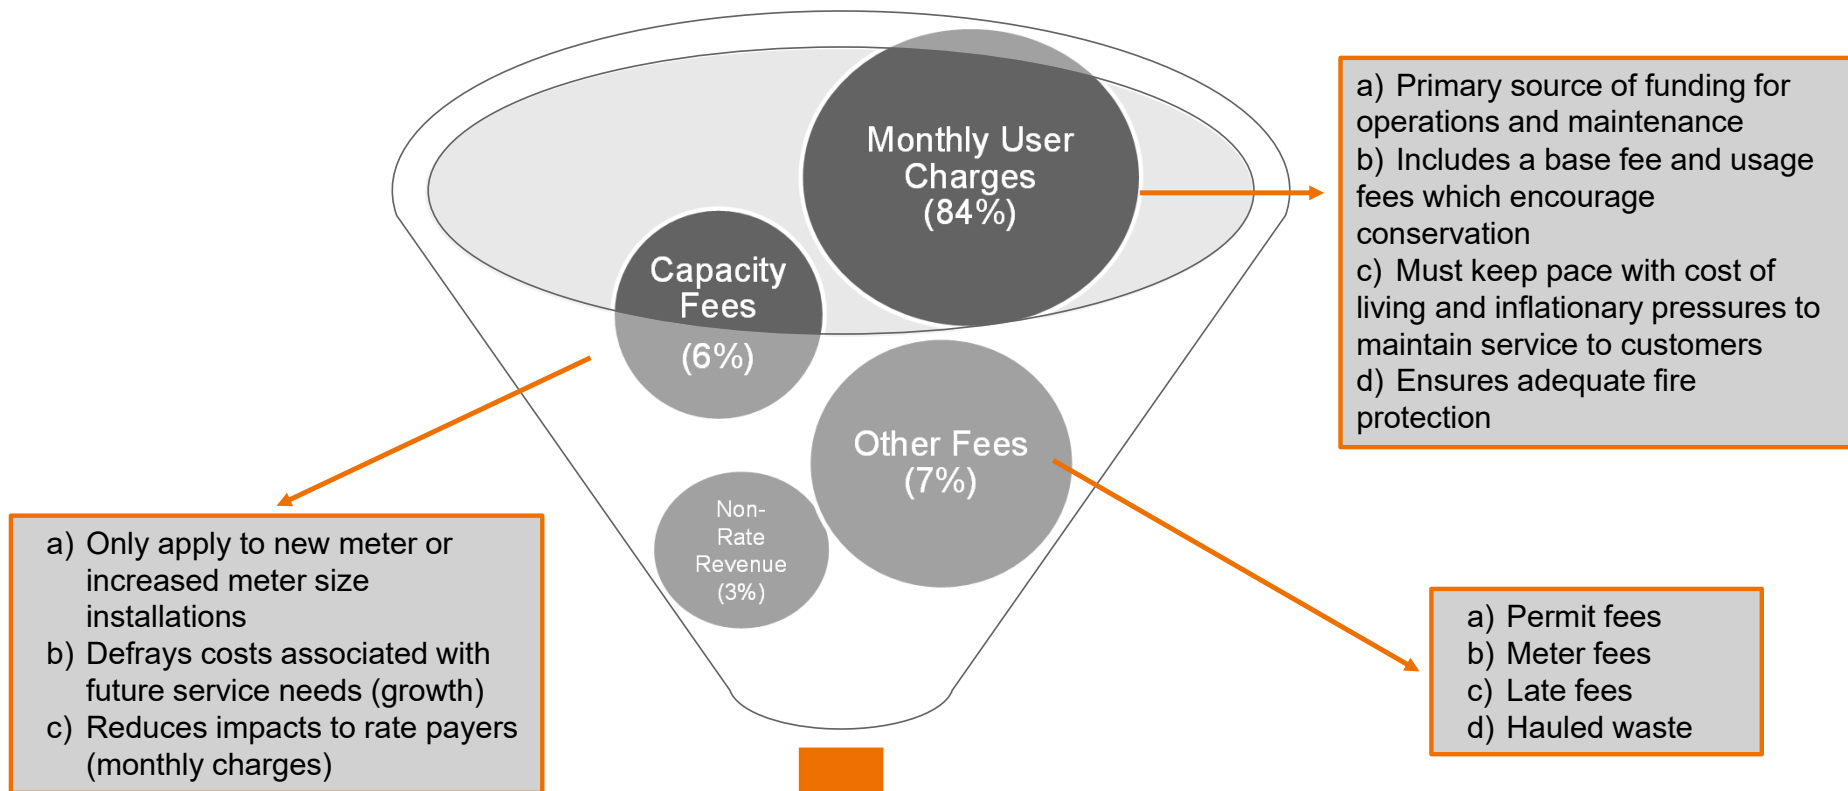 Monthly User
Charges
(84%)
Capacity
Fees
(6%)
Other Fees
(7%)
Non-
Rate
Revenue
(3%)
a) Primary source of funding for
operations and maintenance
b) Includes a base fee and usage
fees which encourage
conservation
c) Must keep pace with cost of
living and inflationary pressures to
maintain service to customers
d) Ensures adequate fire
protection
a) Only apply to new meter or
increased meter size
installations
b) Defrays costs associated with
future service needs (growth)
c) Reduces impacts to rate payers
(monthly charges)
a) Permit fees
b) Meter fees
c) Late fees
d) Hauled waste